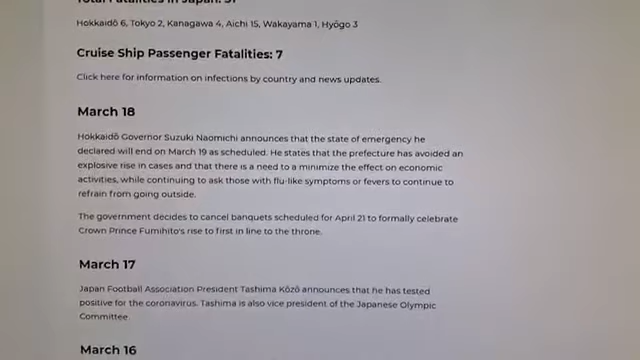 Hokkaidō 6, Tokyo 2, Kanagawa 4, Aichi 15, Wakayama 1, Hyōgo 3
Cruise Ship Passenger Fatalities: 7
Click here for information on infections by country and news updates.
March 18
Hokkaidō Governor Suzuki Naomichi announces that the state of emergency he
declared will end on March 19 as scheduled. He states that the prefecture has avoided an
explosive rise in cases and that there is a need to a minimize the effect on economic
activities, while continuing to ask those with flu-like symptoms or fevers to continue to
refrain from going outside.
The government decides to cancel banquets scheduled for April 21 to formally celebrate
Crown Prince Fumihito's rise to first in line to the throne.
March 17
Japan Football Association President Tashima Kōzō announces that he has tested
positive for the coronavirus. Tashima is also vice president of the Japanese Olympic
Committee.
March 16